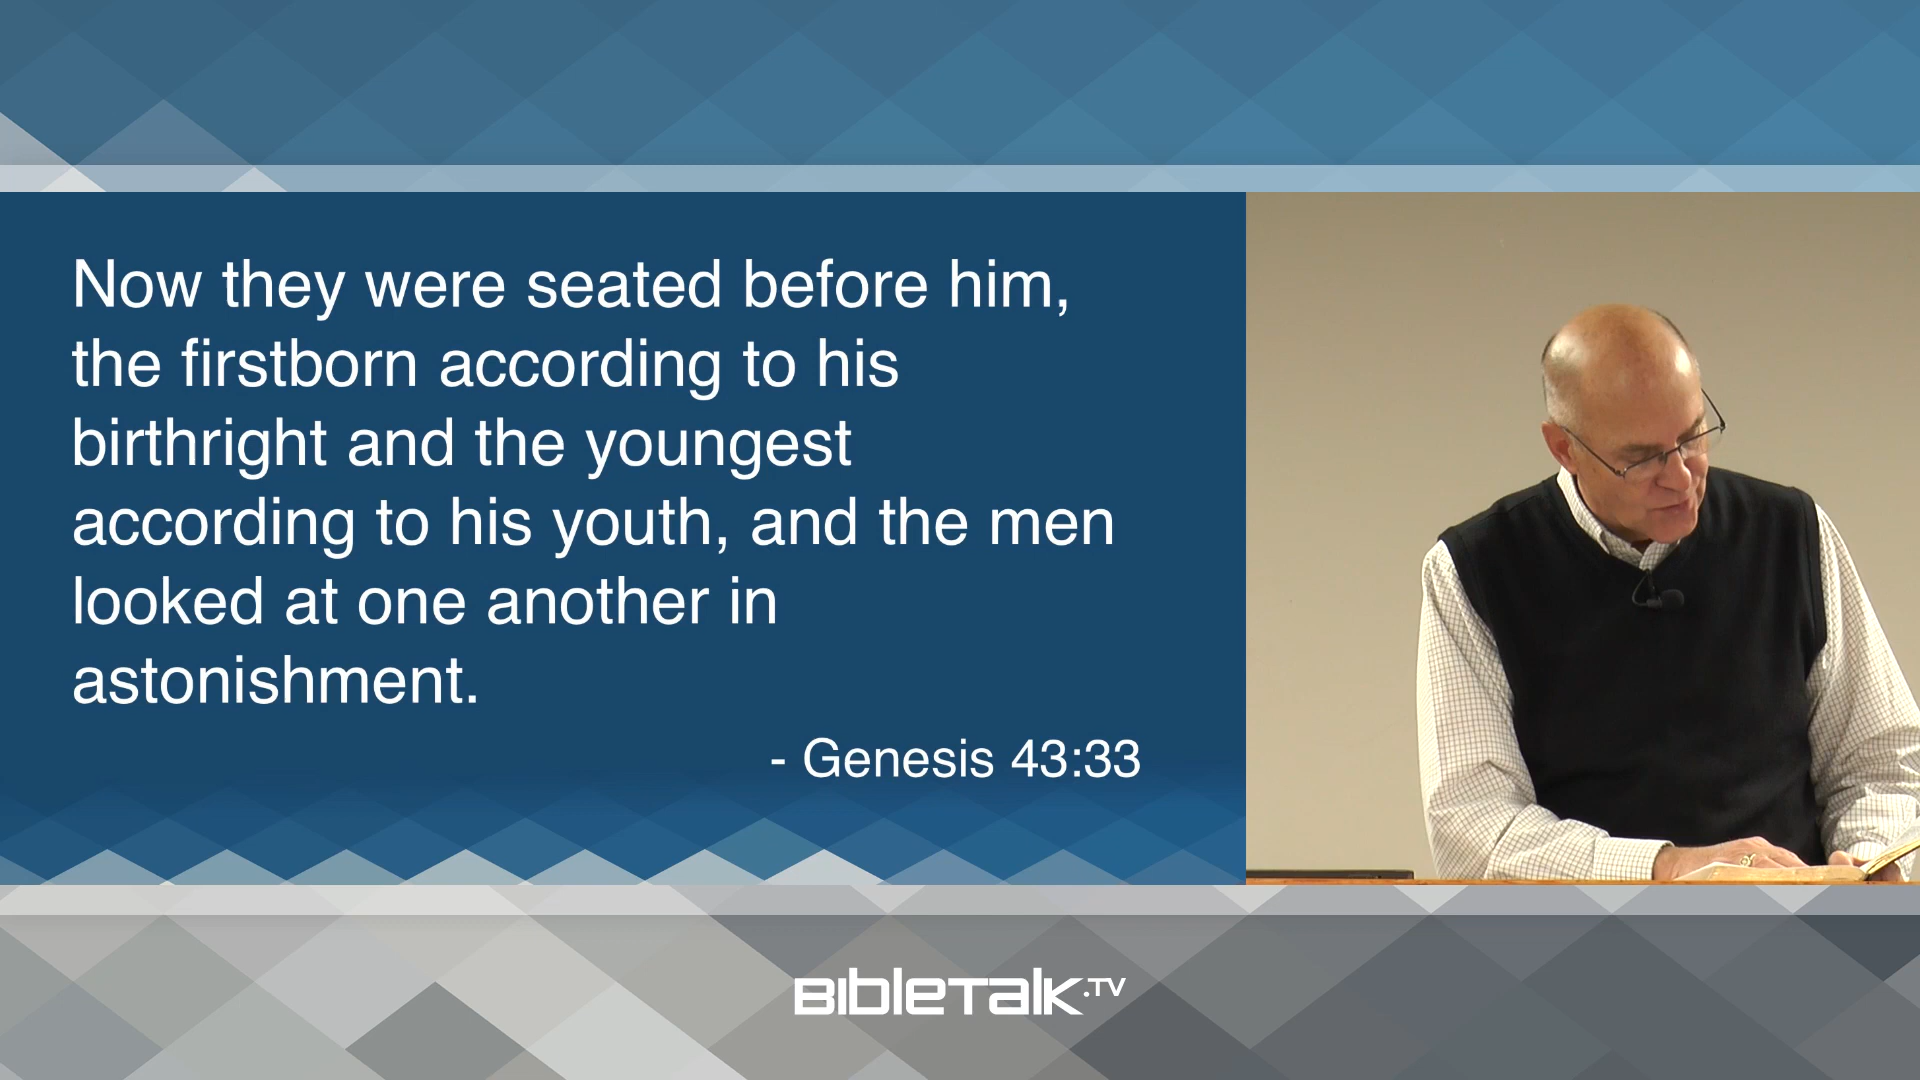 Now they were seated before him,
the firstborn according to his
birthright and the youngest
according to his youth, and the men
looked at one another in
astonishment.
- Genesis 43:33
BIBLETALK.TV